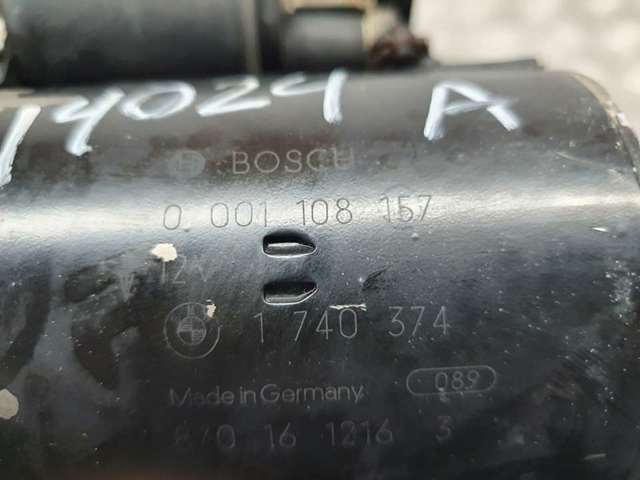 14024 A
BOSCH
0 001 108 157
12V
1 740 374
Made in Germany 089
870 16 1216 3